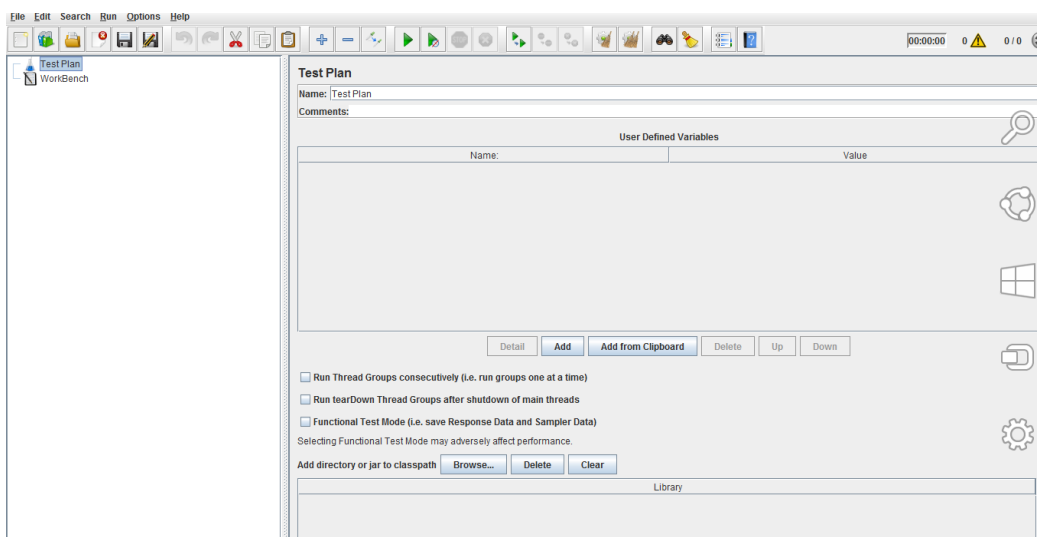 File Edit Search Run Options Help
00:00:00 0 0 / 0
Test Plan
WorkBench
Test Plan
Name: Test Plan
Comments:
User Defined Variables
Name: Value
Detail Add Add from Clipboard Delete Up Down
Run Thread Groups consecutively (i.e. run groups one at a time)
Run tearDown Thread Groups after shutdown of main threads
Functional Test Mode (i.e. save Response Data and Sampler Data)
Selecting Functional Test Mode may adversely affect performance.
Add directory or jar to classpath Browse... Delete Clear
Library